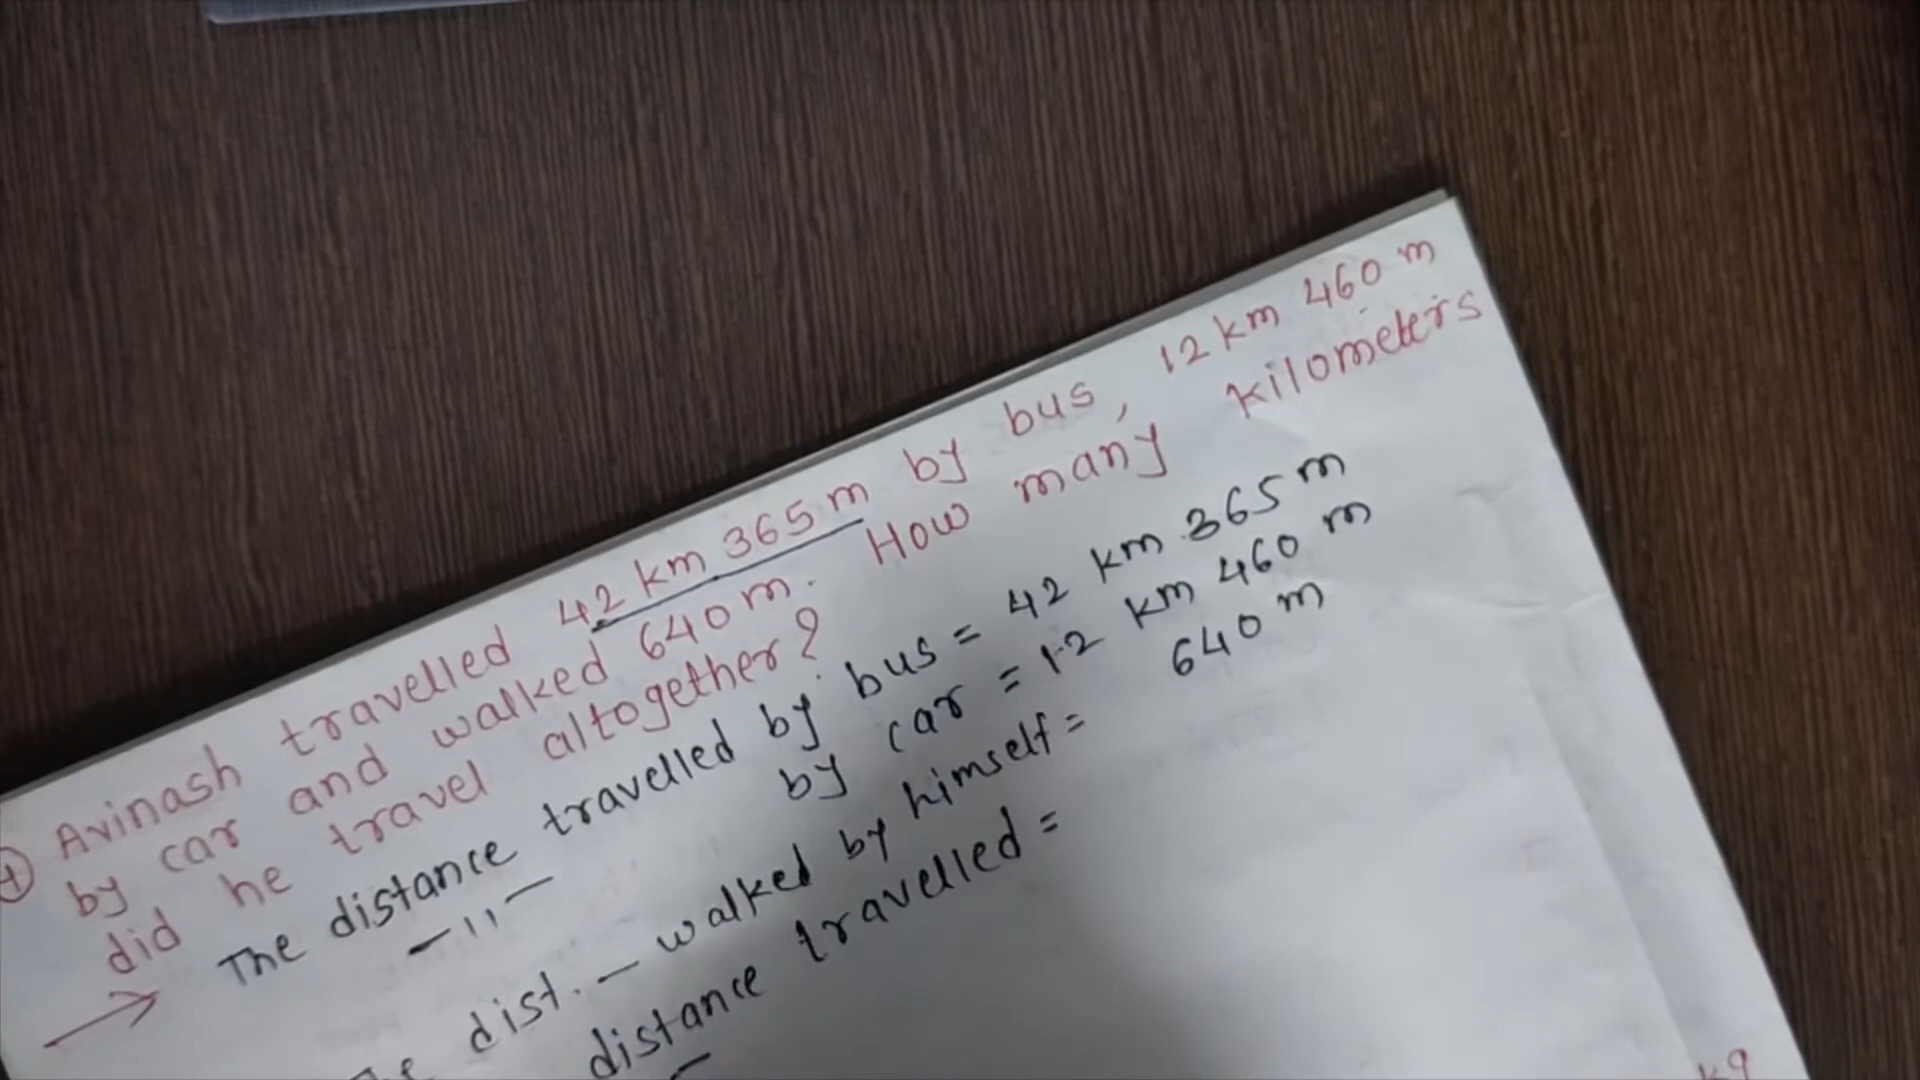 Avinash travelled 42 km 365 m by bus, 12 km 460 m
by car and walked 640 m. How many kilometers
did he travel altogether?
The distance travelled by bus = 42 km 365 m
—11— by car = 12 km 460 m
dist. — walked by himself = 640 m
distance travelled =